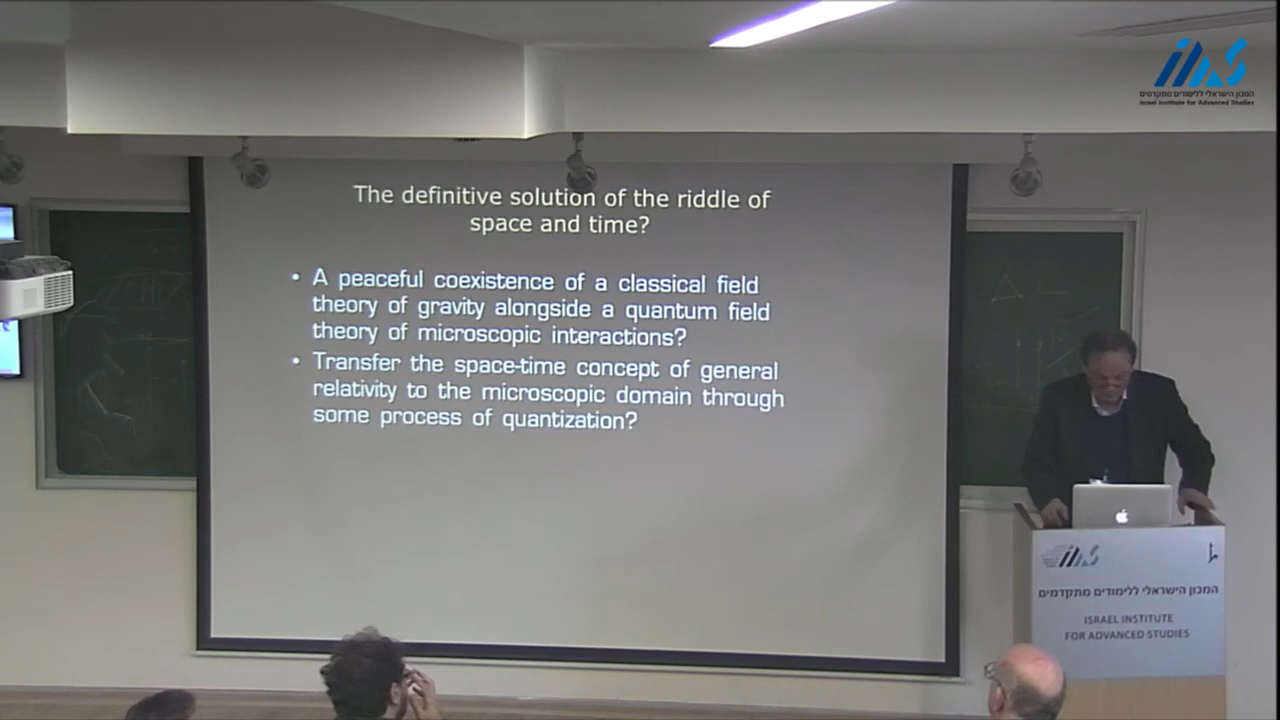 המכון הישראלי ללימודים מתקדמים
Israel Institute for Advanced Studies
The definitive solution of the riddle of
space and time?
• A peaceful coexistence of a classical field
theory of gravity alongside a quantum field
theory of microscopic interactions?
• Transfer the space-time concept of general
relativity to the microscopic domain through
some process of quantization?
המכון הישראלי ללימודים מתקדמים
ISRAEL INSTITUTE
FOR ADVANCED STUDIES